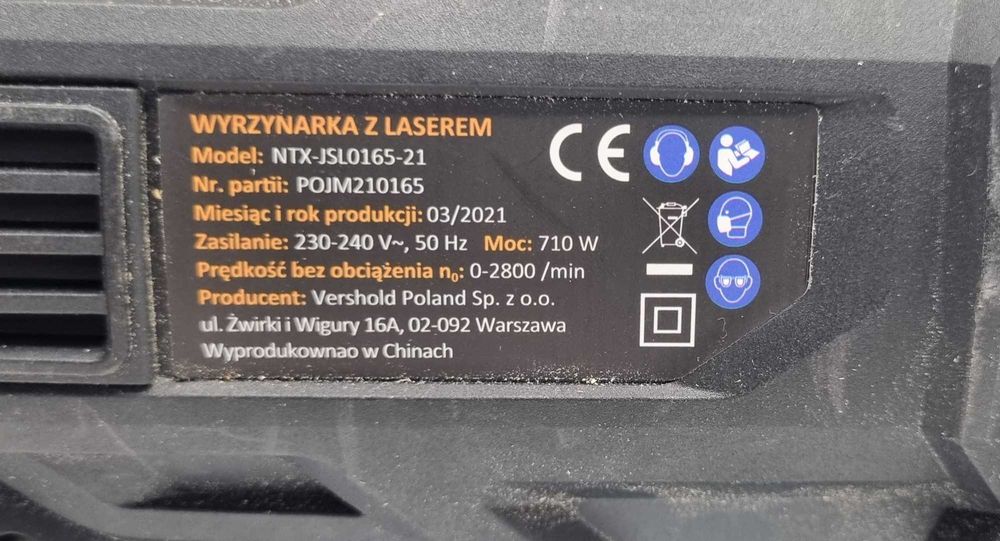 WYRZYNARKA Z LASEREM
Model: NTX-JSL0165-21
Nr. partii: POJM210165
Miesiąc i rok produkcji: 03/2021
Zasilanie: 230-240 V~, 50 Hz Moc: 710 W
Prędkość bez obciążenia n₀: 0-2800 /min
Producent: Vershold Poland Sp. z o.o.
ul. Żwirki i Wigury 16A, 02-092 Warszawa
Wyprodukownao w Chinach
CE